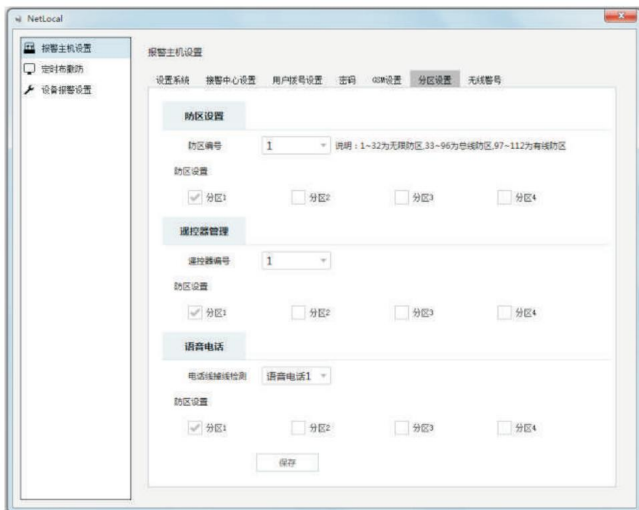 NetLocal
报警主机设置
定时布撤防
设备报警设置
报警主机设置
设置系统 接警中心设置 用户拨号设置 密码 GSM设置 分区设置 无线警号
防区设置
防区编号 1 说明：1~32为无限防区,33~96为总线防区,97~112为有线防区
防区设置
分区1 分区2 分区3 分区4
遥控器管理
遥控器编号 1
防区设置
分区1 分区2 分区3 分区4
语音电话
电话线接线检测 语音电话1
防区设置
分区1 分区2 分区3 分区4
保存